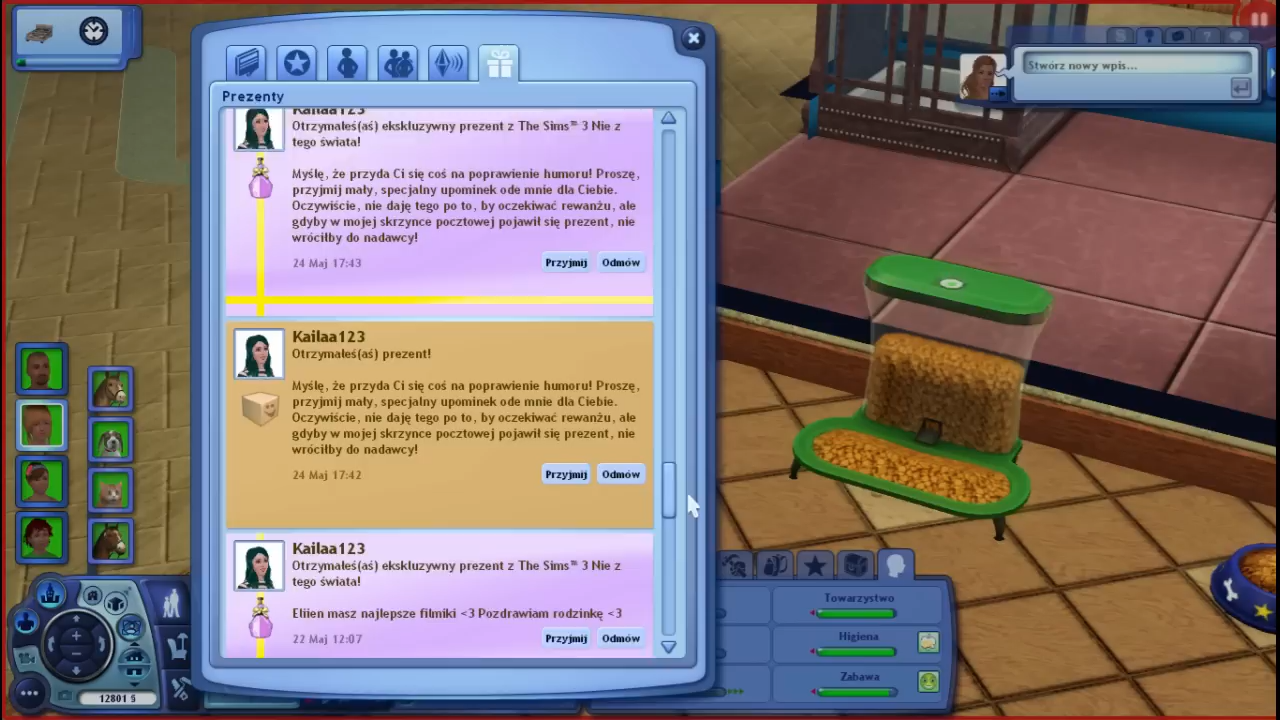 Stwórz nowy wpis...
Prezenty
Kailaa123
Otrzymałeś(aś) ekskluzywny prezent z The Sims™ 3 Nie z
tego świata!
Myślę, że przyda Ci się coś na poprawienie humoru! Proszę,
przyjmij mały, specjalny upominek ode mnie dla Ciebie.
Oczywiście, nie daję tego po to, by oczekiwać rewanżu, ale
gdyby w mojej skrzynce pocztowej pojawił się prezent, nie
wróciłby do nadawcy!
24 Maj 17:43
Przyjmij
Odmów
Kailaa123
Otrzymałeś(aś) prezent!
Myślę, że przyda Ci się coś na poprawienie humoru! Proszę,
przyjmij mały, specjalny upominek ode mnie dla Ciebie.
Oczywiście, nie daję tego po to, by oczekiwać rewanżu, ale
gdyby w mojej skrzynce pocztowej pojawił się prezent, nie
wróciłby do nadawcy!
24 Maj 17:42
Przyjmij
Odmów
Kailaa123
Otrzymałeś(aś) ekskluzywny prezent z The Sims™ 3 Nie z
tego świata!
Eliien masz najlepsze filmiki <3 Pozdrawiam rodzinkę <3
22 Maj 12:07
Przyjmij
Odmów
Towarzystwo
Higiena
Zabawa
12801 §